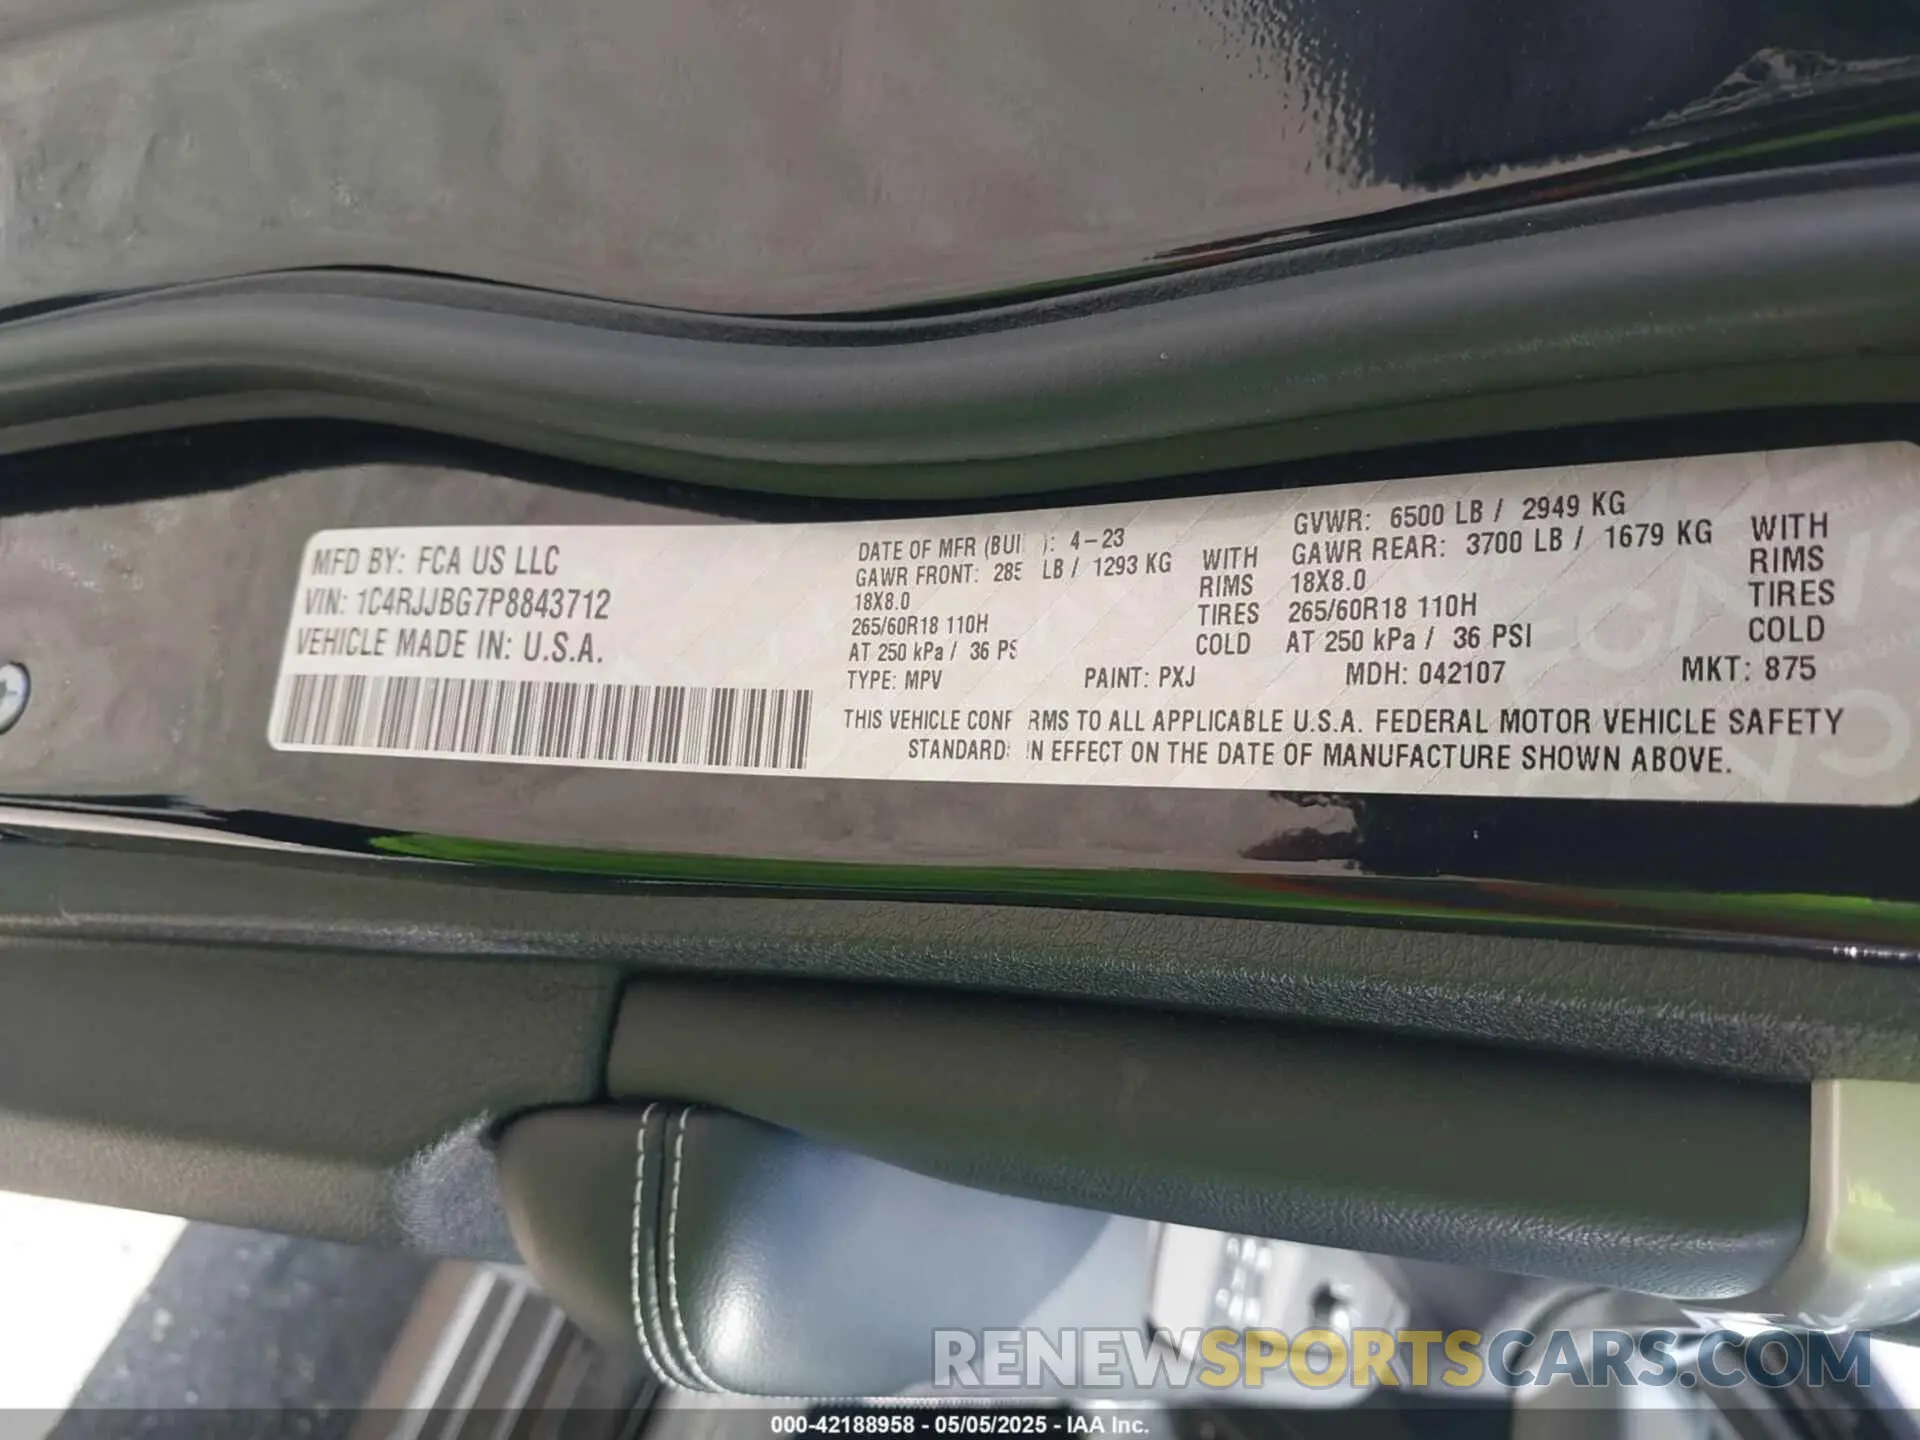 MFD BY: FCA US LLC
VIN: 1C4RJJBG7P8843712
VEHICLE MADE IN: U.S.A.
DATE OF MFR (BUI ): 4-23
GAWR FRONT: 285 LB / 1293 KG WITH
18X8.0 RIMS
265/60R18 110H TIRES
AT 250 kPa / 36 PS COLD
GVWR: 6500 LB / 2949 KG
GAWR REAR: 3700 LB / 1679 KG WITH
18X8.0 RIMS
265/60R18 110H TIRES
AT 250 kPa / 36 PSI COLD
TYPE: MPV PAINT: PXJ MDH: 042107 MKT: 875
THIS VEHICLE CONF RMS TO ALL APPLICABLE U.S.A. FEDERAL MOTOR VEHICLE SAFETY
STANDARD IN EFFECT ON THE DATE OF MANUFACTURE SHOWN ABOVE.
RENEWSPORTSCARS.COM
000-42188958 - 05/05/2025 - IAA Inc.